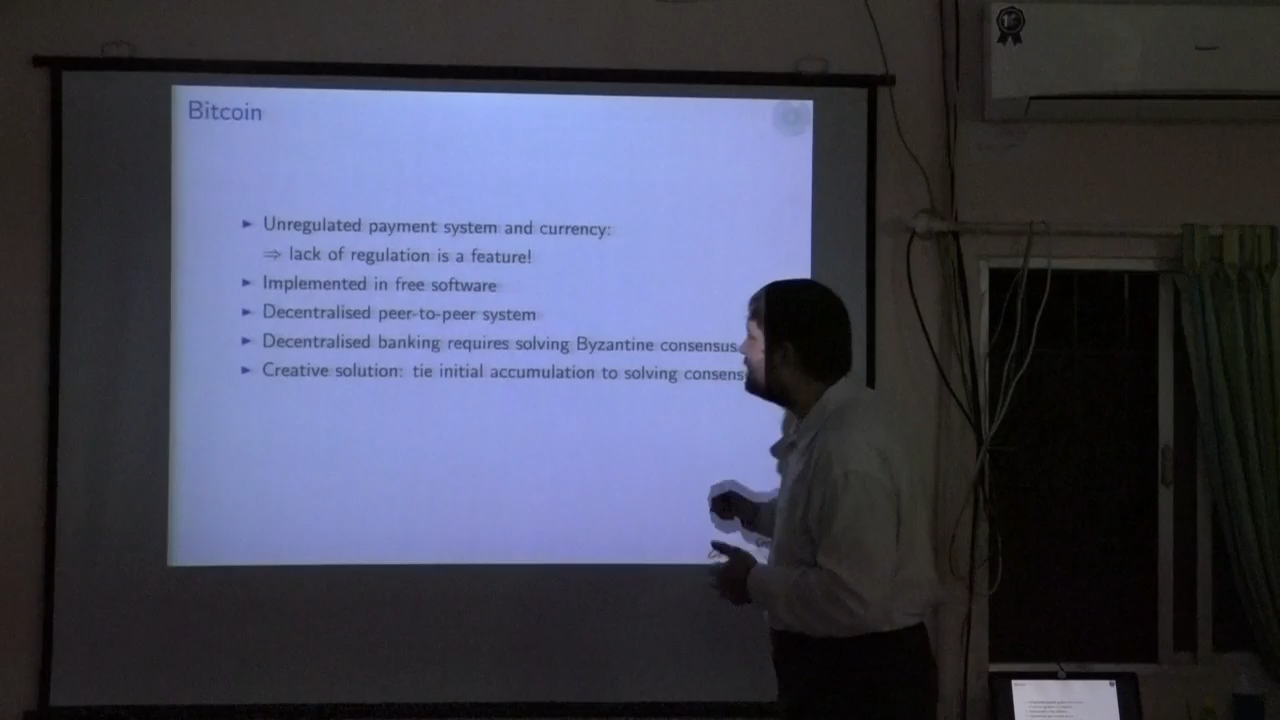 Bitcoin
▶ Unregulated payment system and currency:
⇒ lack of regulation is a feature!
▶ Implemented in free software
▶ Decentralised peer-to-peer system
▶ Decentralised banking requires solving Byzantine consensus
▶ Creative solution: tie initial accumulation to solving consens